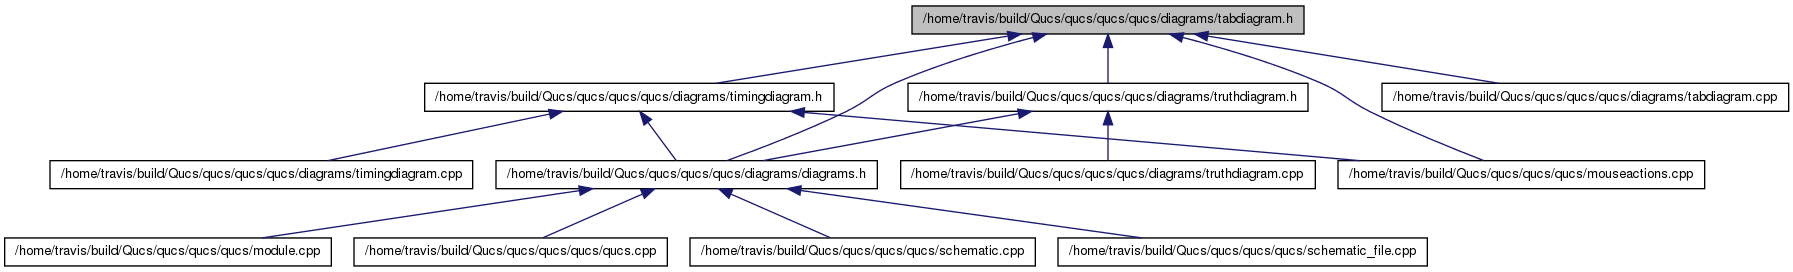 /home/travis/build/Qucs/qucs/qucs/qucs/diagrams/tabdiagram.h
/home/travis/build/Qucs/qucs/qucs/qucs/diagrams/timingdiagram.h
/home/travis/build/Qucs/qucs/qucs/qucs/diagrams/truthdiagram.h
/home/travis/build/Qucs/qucs/qucs/qucs/diagrams/tabdiagram.cpp
/home/travis/build/Qucs/qucs/qucs/qucs/diagrams/timingdiagram.cpp
/home/travis/build/Qucs/qucs/qucs/qucs/diagrams/diagrams.h
/home/travis/build/Qucs/qucs/qucs/qucs/diagrams/truthdiagram.cpp
/home/travis/build/Qucs/qucs/qucs/qucs/mouseactions.cpp
/home/travis/build/Qucs/qucs/qucs/qucs/module.cpp
/home/travis/build/Qucs/qucs/qucs/qucs/qucs.cpp
/home/travis/build/Qucs/qucs/qucs/qucs/schematic.cpp
/home/travis/build/Qucs/qucs/qucs/qucs/schematic_file.cpp